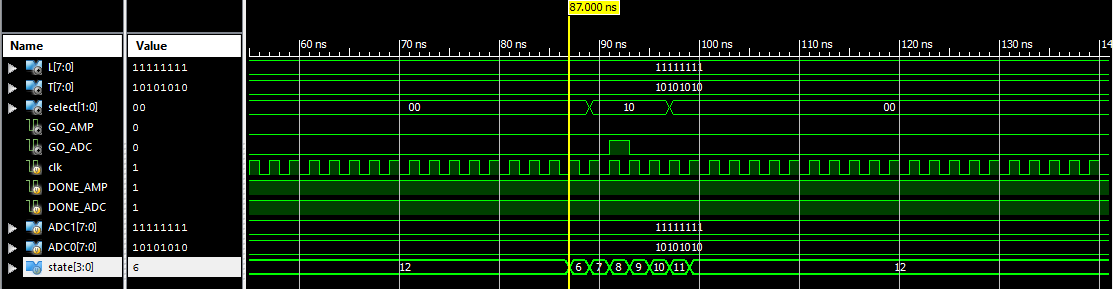 87.000 ns
Name Value 60 ns 70 ns 80 ns 90 ns 100 ns 110 ns 120 ns 130 ns 14
L[7:0] 11111111 11111111
T[7:0] 10101010 10101010
select[1:0] 00 00 10 00
GO_AMP 0
GO_ADC 0
clk 1
DONE_AMP 1
DONE_ADC 1
ADC1[7:0] 11111111 11111111
ADC0[7:0] 10101010 10101010
state[3:0] 6 12 6 7 8 9 10 11 12